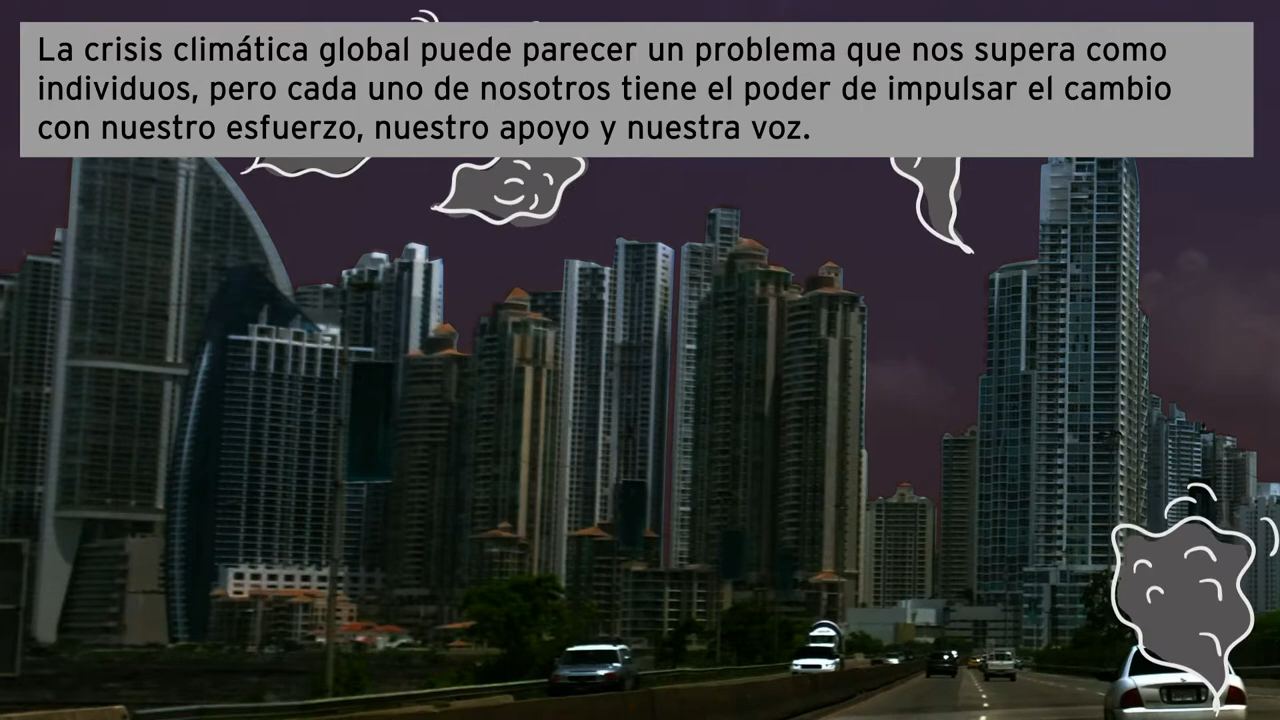 La crisis climática global puede parecer un problema que nos supera como
individuos, pero cada uno de nosotros tiene el poder de impulsar el cambio
con nuestro esfuerzo, nuestro apoyo y nuestra voz.